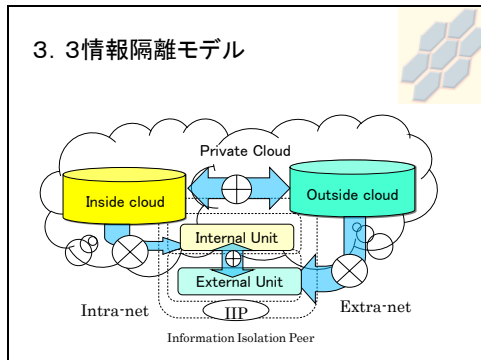 ３．３情報隔離モデル
Private Cloud
Inside cloud
Outside cloud
Internal Unit
External Unit
Intra-net
IIP
Extra-net
Information Isolation Peer